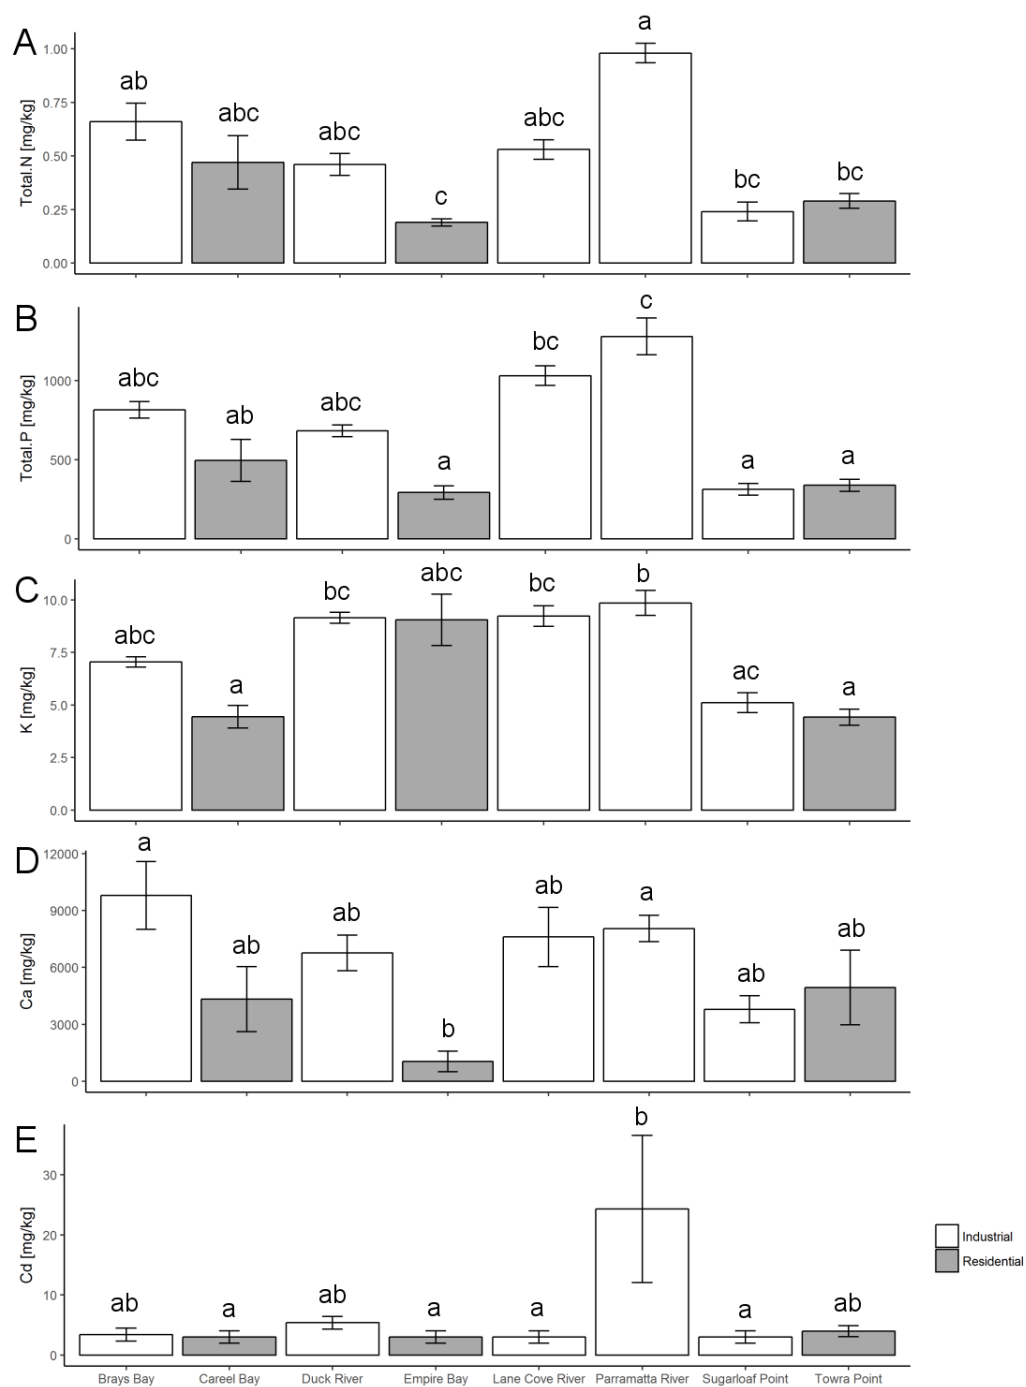 A
Total.N [mg/kg]
1.00
0.75
0.50
0.25
0.00
ab abc abc c abc a bc bc
B
Total.P [mg/kg]
1000
500
0
abc ab abc a bc c a a
C
K [mg/kg]
10.0
7.5
5.0
2.5
0.0
abc a bc abc bc b ac a
D
Ca [mg/kg]
12000
9000
6000
3000
0
a ab ab b ab a ab ab
E
Cd [mg/kg]
30
20
10
0
ab a ab a a b a ab
Brays Bay Careel Bay Duck River Empire Bay Lane Cove River Parramatta River Sugarloaf Point Towra Point
Industrial
Residential